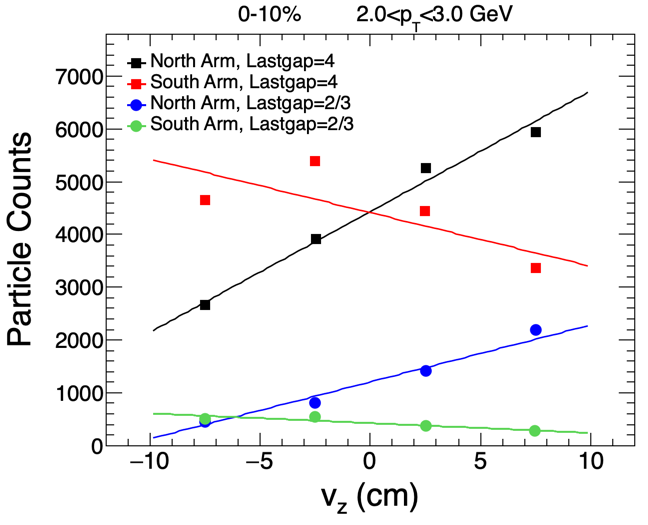 0-10% 2.0<p_T<3.0 GeV
North Arm, Lastgap=4
South Arm, Lastgap=4
North Arm, Lastgap=2/3
South Arm, Lastgap=2/3
Particle Counts
7000
6000
5000
4000
3000
2000
1000
0
−10 −5 0 5 10
v_z (cm)